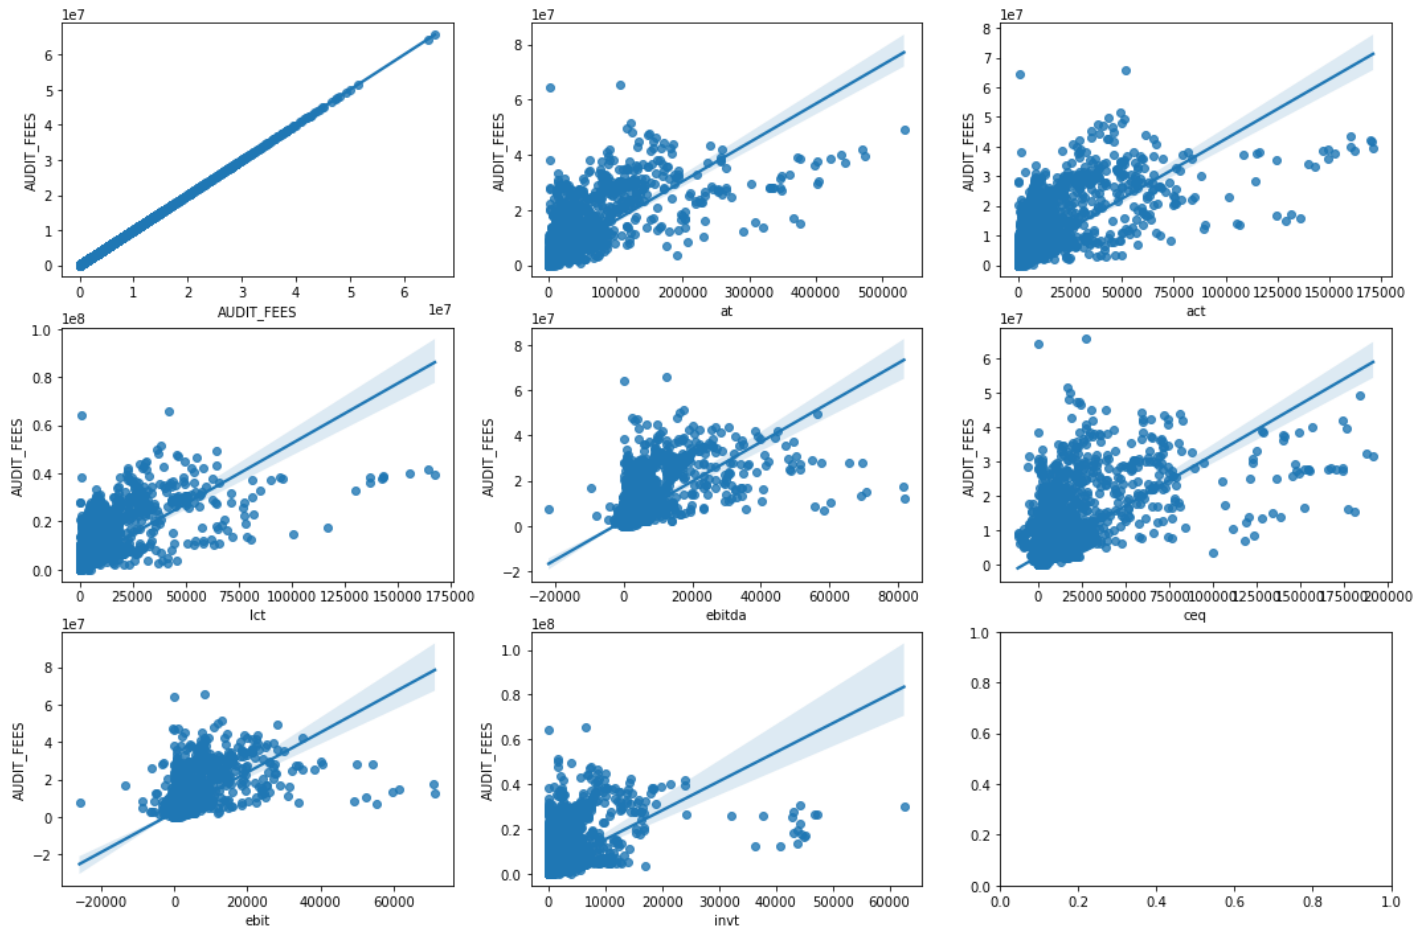 1e7
AUDIT_FEES
6
5
4
3
2
1
0
0 1 2 3 4 5 6
AUDIT_FEES
1e7
1e7
AUDIT_FEES
8
6
4
2
0
0 100000 200000 300000 400000 500000
at
1e7
AUDIT_FEES
8
7
6
5
4
3
2
1
0
0 25000 50000 75000 100000 125000 150000 175000
act
1e8
AUDIT_FEES
1.0
0.8
0.6
0.4
0.2
0.0
0 25000 50000 75000 100000 125000 150000 175000
lct
1e7
AUDIT_FEES
8
6
4
2
0
−2
−20000 0 20000 40000 60000 80000
ebitda
1e7
AUDIT_FEES
6
5
4
3
2
1
0
0 25000 50000 75000 100000 125000 150000 175000 200000
ceq
1e7
AUDIT_FEES
8
6
4
2
0
−2
−20000 0 20000 40000 60000
ebit
1e8
AUDIT_FEES
1.0
0.8
0.6
0.4
0.2
0.0
0 10000 20000 30000 40000 50000 60000
invt
1.0
0.8
0.6
0.4
0.2
0.0
0.0 0.2 0.4 0.6 0.8 1.0